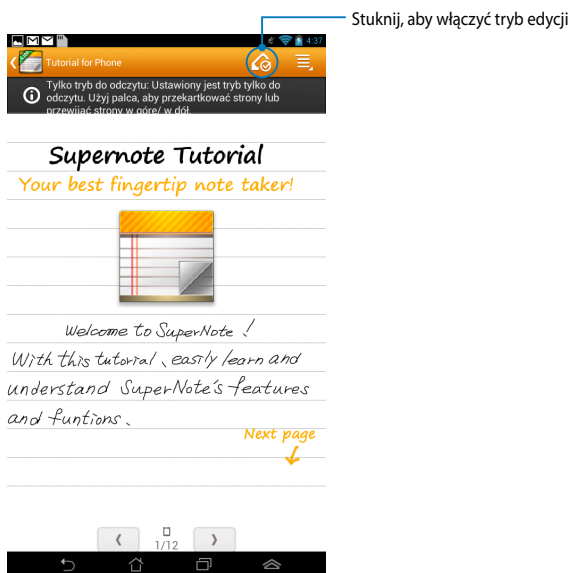 Stuknij, aby włączyć tryb edycji
4:37
Tutorial for Phone
Tylko tryb do odczytu: Ustawiony jest tryb tylko do
odczytu. Użyj palca, aby przekartkować strony lub
przewijać strony w górę/ w dół.
Supernote Tutorial
Your best fingertip note taker!
Welcome to SuperNote !
With this tutorial, easily learn and
understand SuperNote's features
and funtions.
Next page
1/12